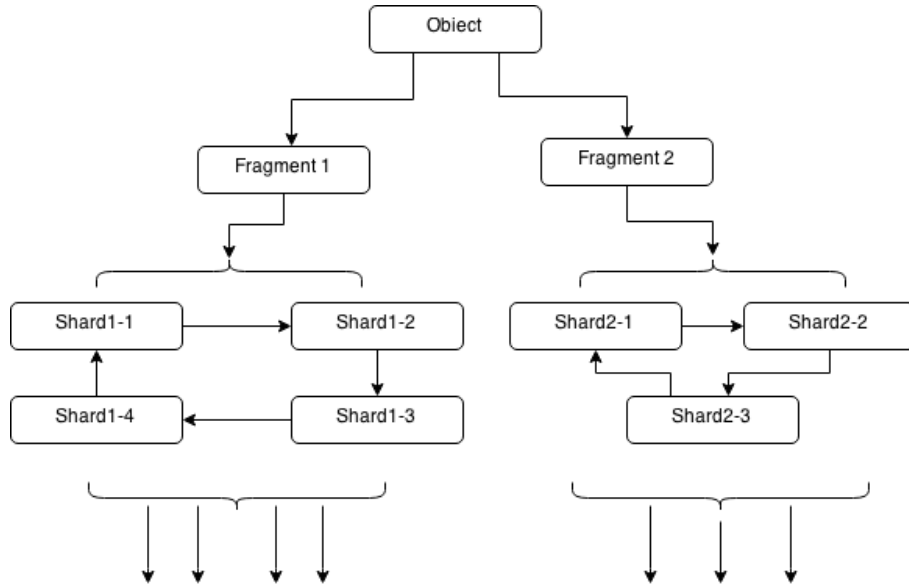 Obiect
Fragment 1
Fragment 2
Shard1-1
Shard1-2
Shard2-1
Shard2-2
Shard1-4
Shard1-3
Shard2-3